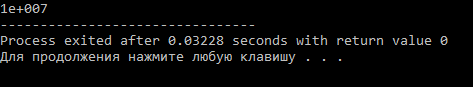 1e+007
--------------------------------
Process exited after 0.03228 seconds with return value 0
Для продолжения нажмите любую клавишу . . .